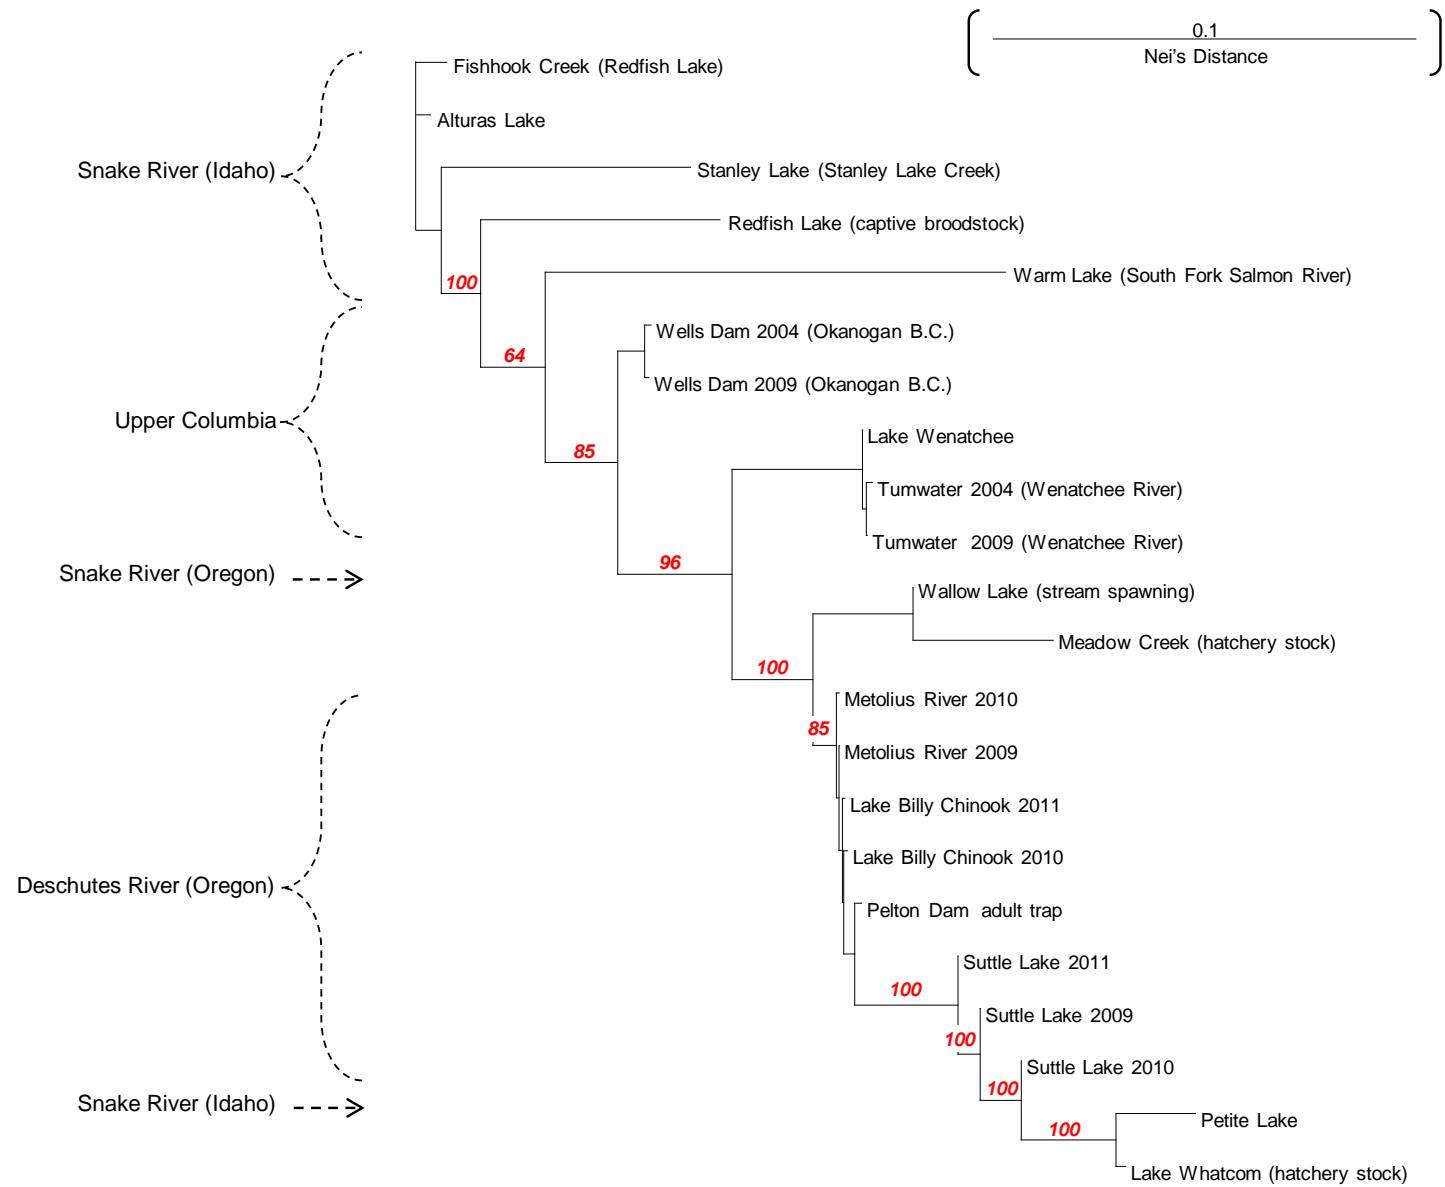 0.1
Nei's Distance
Fishhook Creek (Redfish Lake)
Alturas Lake
Snake River (Idaho)
Stanley Lake (Stanley Lake Creek)
Redfish Lake (captive broodstock)
100
Warm Lake (South Fork Salmon River)
Wells Dam 2004 (Okanogan B.C.)
64
Wells Dam 2009 (Okanogan B.C.)
Upper Columbia
Lake Wenatchee
85
Tumwater 2004 (Wenatchee River)
Tumwater 2009 (Wenatchee River)
96
Snake River (Oregon)
Wallow Lake (stream spawning)
Meadow Creek (hatchery stock)
100
Metolius River 2010
85
Metolius River 2009
Lake Billy Chinook 2011
Lake Billy Chinook 2010
Deschutes River (Oregon)
Pelton Dam adult trap
Suttle Lake 2011
100
Suttle Lake 2009
100
Suttle Lake 2010
100
Snake River (Idaho)
Petite Lake
100
Lake Whatcom (hatchery stock)